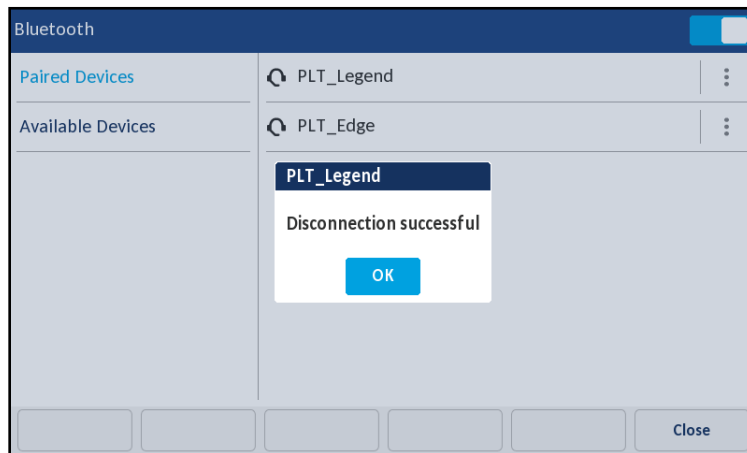 Bluetooth
Paired Devices
PLT_Legend
Available Devices
PLT_Edge
PLT_Legend
Disconnection successful
OK
Close